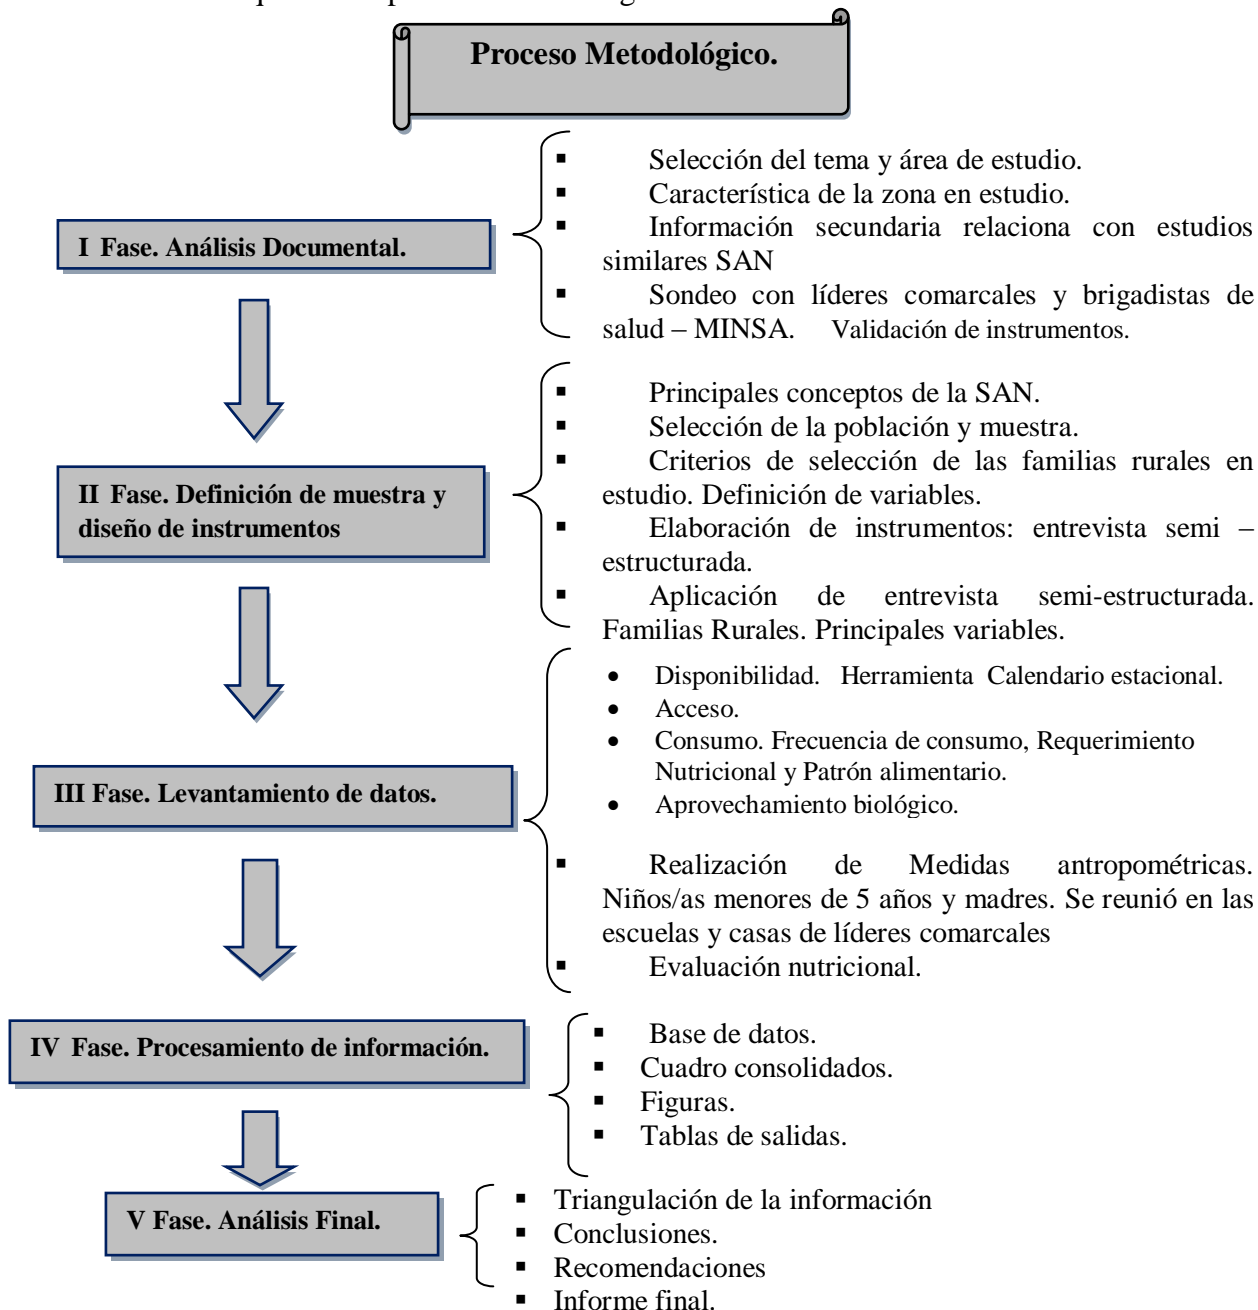 Proceso Metodológico.
I Fase. Análisis Documental.
▪ Selección del tema y área de estudio.
▪ Característica de la zona en estudio.
▪ Información secundaria relaciona con estudios
similares SAN
▪ Sondeo con líderes comarcales y brigadistas de
salud – MINSA. Validación de instrumentos.
II Fase. Definición de muestra y
diseño de instrumentos
▪ Principales conceptos de la SAN.
▪ Selección de la población y muestra.
▪ Criterios de selección de las familias rurales en
estudio. Definición de variables.
▪ Elaboración de instrumentos: entrevista semi –
estructurada.
▪ Aplicación de entrevista semi-estructurada.
Familias Rurales. Principales variables.
III Fase. Levantamiento de datos.
• Disponibilidad. Herramienta Calendario estacional.
• Acceso.
• Consumo. Frecuencia de consumo, Requerimiento
Nutricional y Patrón alimentario.
• Aprovechamiento biológico.
▪ Realización de Medidas antropométricas.
Niños/as menores de 5 años y madres. Se reunió en las
escuelas y casas de líderes comarcales
▪ Evaluación nutricional.
IV Fase. Procesamiento de información.
▪ Base de datos.
▪ Cuadro consolidados.
▪ Figuras.
▪ Tablas de salidas.
V Fase. Análisis Final.
▪ Triangulación de la información
▪ Conclusiones.
▪ Recomendaciones
▪ Informe final.